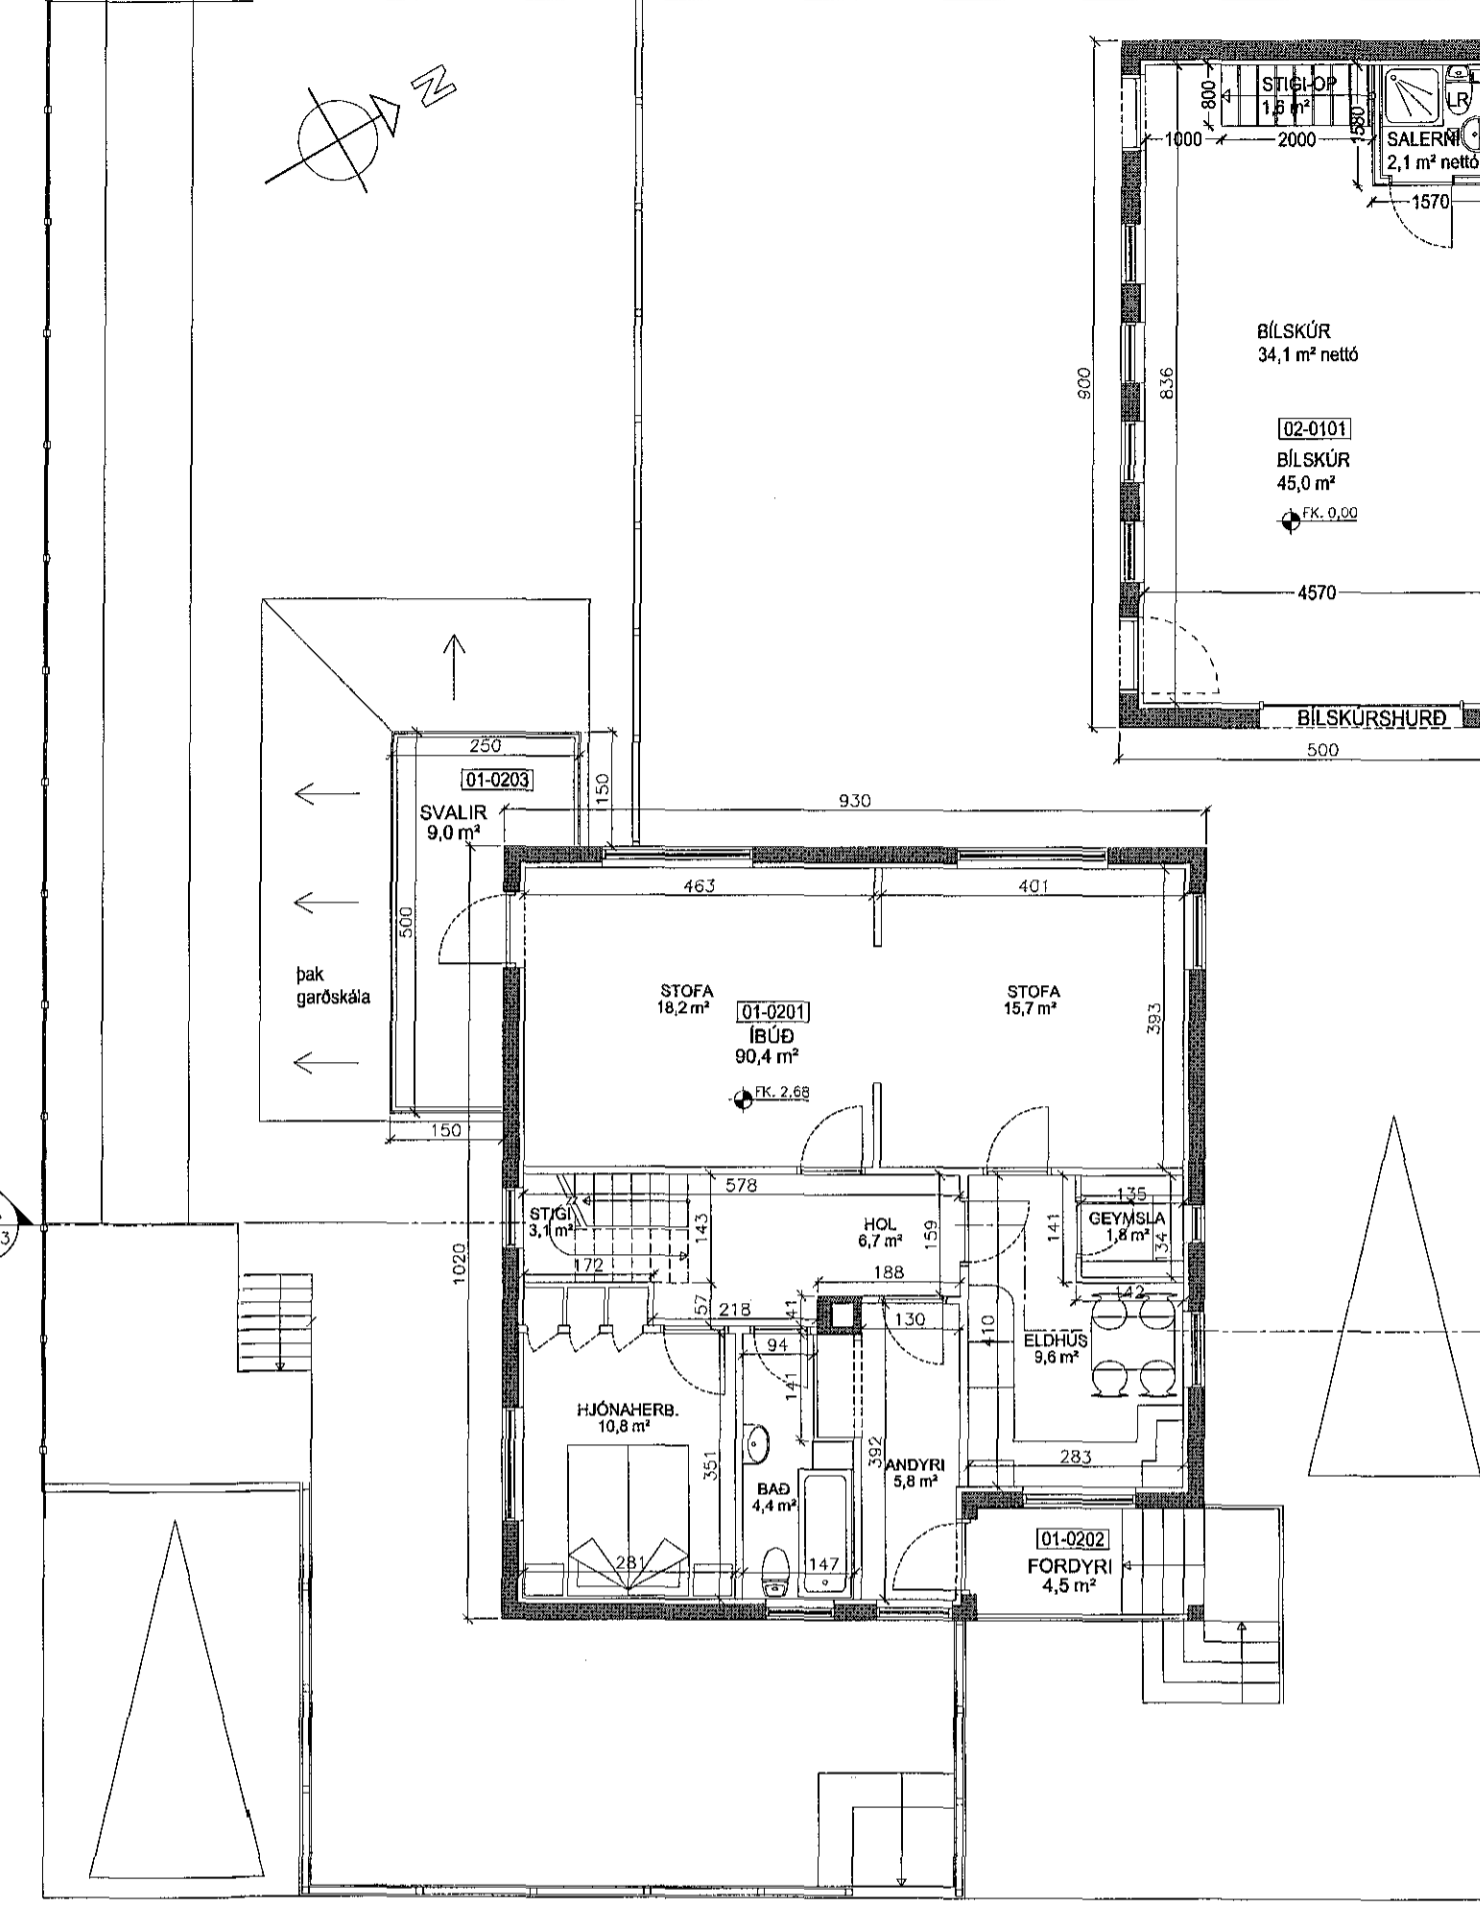 N
STIGI-OP
1,6 m²
LR
800
1580
1000
2000
SALERNI
2,1 m² nettó
1570
BÍLSKÚR
34,1 m² nettó
900
836
02-0101
BÍLSKÚR
45,0 m²
FK. 0,00
4570
BÍLSKÚRSHURÐ
500
250
01-0203
150
SVALIR
9,0 m²
930
463
401
500
þak
garðskála
STOFA
18,2 m²
01-0201
ÍBÚÐ
90,4 m²
FK. 2.68
STOFA
15,7 m²
393
150
578
135
STIGI
3,1 m²
143
HOL
6,7 m²
159
141
GEYMSLA
1,8 m²
134
3
1020
172
188
142
57
218
41
130
410
94
141
ELDHÚS
9,6 m²
HJÓNAHERB.
10,8 m²
351
392
ANDYRI
5,8 m²
283
BAÐ
4,4 m²
01-0202
FORDYRI
4,5 m²
281
147